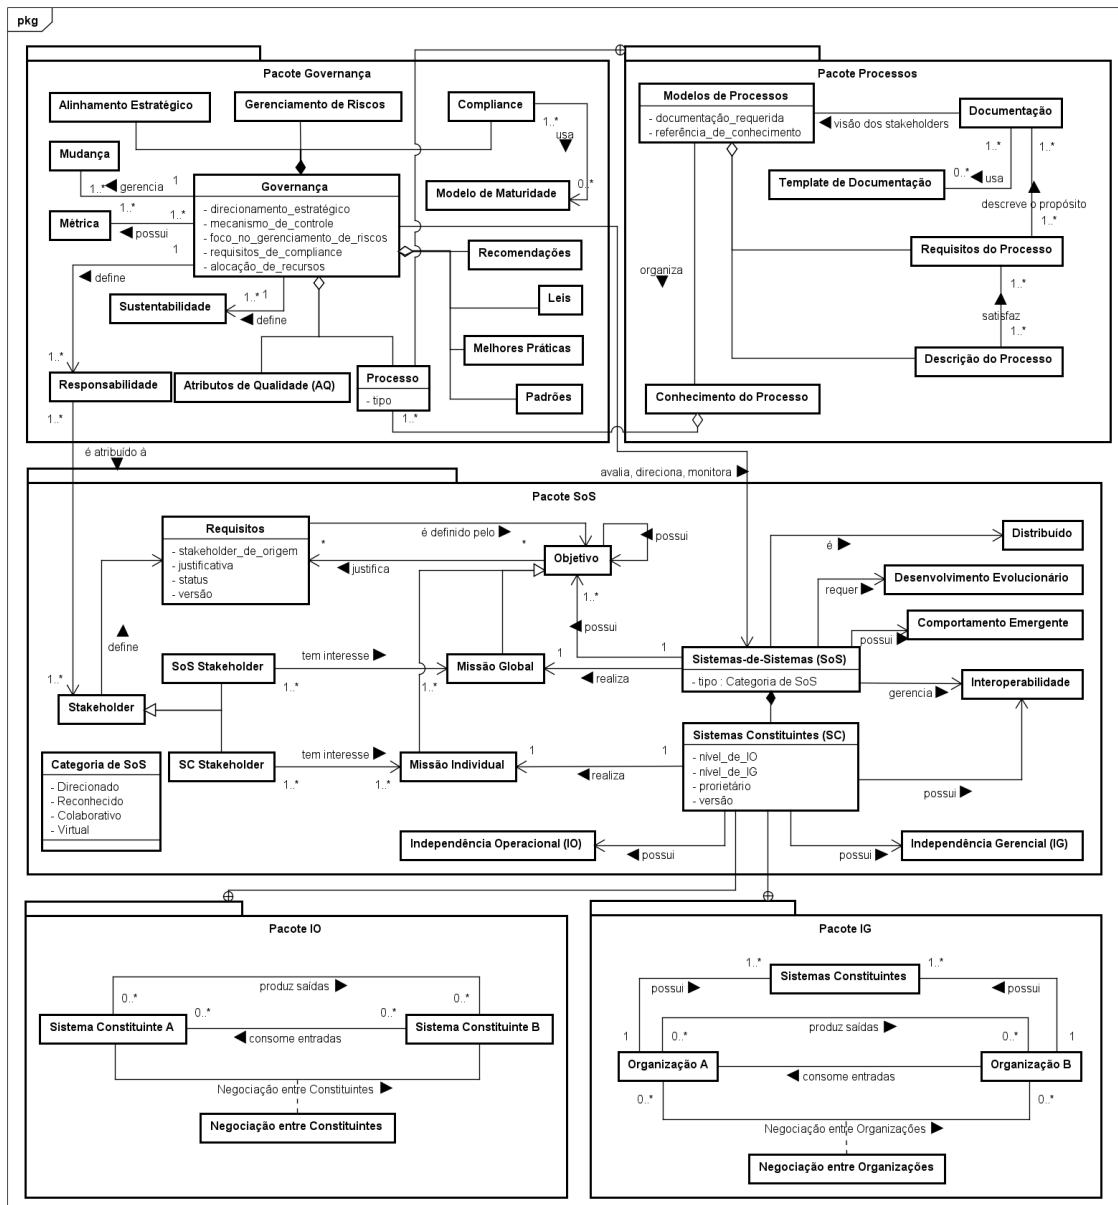 pkg
Pacote Governança
Alinhamento Estratégico
Gerenciamento de Riscos
Compliance
1..*
usa
0..*
Modelo de Maturidade
Mudança
1..*
gerencia
1
Métrica
1..*
possui
1..*
Governança
- direcionamento_estratégico
- mecanismo_de_controle
- foco_no_gerenciamento_de_riscos
- requisitos_de_compliance
- alocação_de_recursos
1
define
Sustentabilidade
1..*
1
define
Recomendações
Leis
Melhores Práticas
Padrões
1..*
Responsabilidade
1..*
Atributos de Qualidade (AQ)
Processo
- tipo
1..*
Pacote Processos
Modelos de Processos
- documentação_requerida
- referência_de_conhecimento
visão dos stakeholders
Documentação
1..*
1..*
Template de Documentação
0..*
usa
descreve o propósito
1..*
Requisitos do Processo
1..*
satisfaz
1..*
Descrição do Processo
organiza
Conhecimento do Processo
é atribuído à
avalia, direciona, monitora
Pacote SoS
Requisitos
- stakeholder_de_origem
- justificativa
- status
- versão
é definido pelo
*
*
justifica
Objetivo
possui
1..*
possui
define
1..*
Stakeholder
SoS Stakeholder
tem interesse
1..*
1..*
Missão Global
1
realiza
1
SC Stakeholder
tem interesse
1..*
1..*
Missão Individual
1
realiza
1
Categoria de SoS
- Direcionado
- Reconhecido
- Colaborativo
- Virtual
Sistemas-de-Sistemas (SoS)
- tipo : Categoria de SoS
Sistemas Constituintes (SC)
- nível_de_IO
- nível_de_IG
- prorietário
- versão
é
Distribuído
requer
Desenvolvimento Evolucionário
possui
Comportamento Emergente
gerencia
Interoperabilidade
possui
Independência Operacional (IO)
possui
possui
Independência Gerencial (IG)
Pacote IO
produz saídas
0..*
0..*
Sistema Constituinte A
0..*
0..*
consome entradas
Sistema Constituinte B
Negociação entre Constituintes
Negociação entre Constituintes
Pacote IG
1..*
Sistemas Constituintes
1..*
possui
possui
1
0..*
produz saídas
0..*
1
Organização A
consome entradas
Organização B
0..*
0..*
Negociação entre Organizações
Negociação entre Organizações